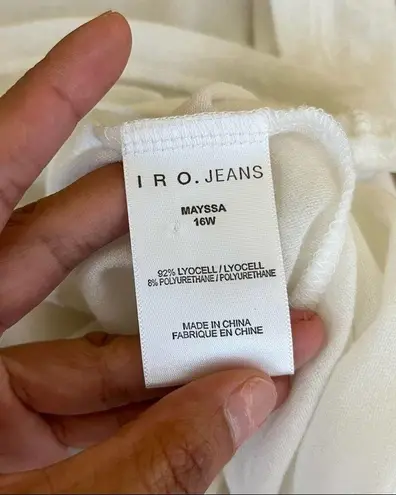 IRO.JEANS
MAYSSA
16W
92% LYOCELL / LYOCELL
8% POLYURETHANE / POLYURETHANE
MADE IN CHINA
FABRIQUE EN CHINE